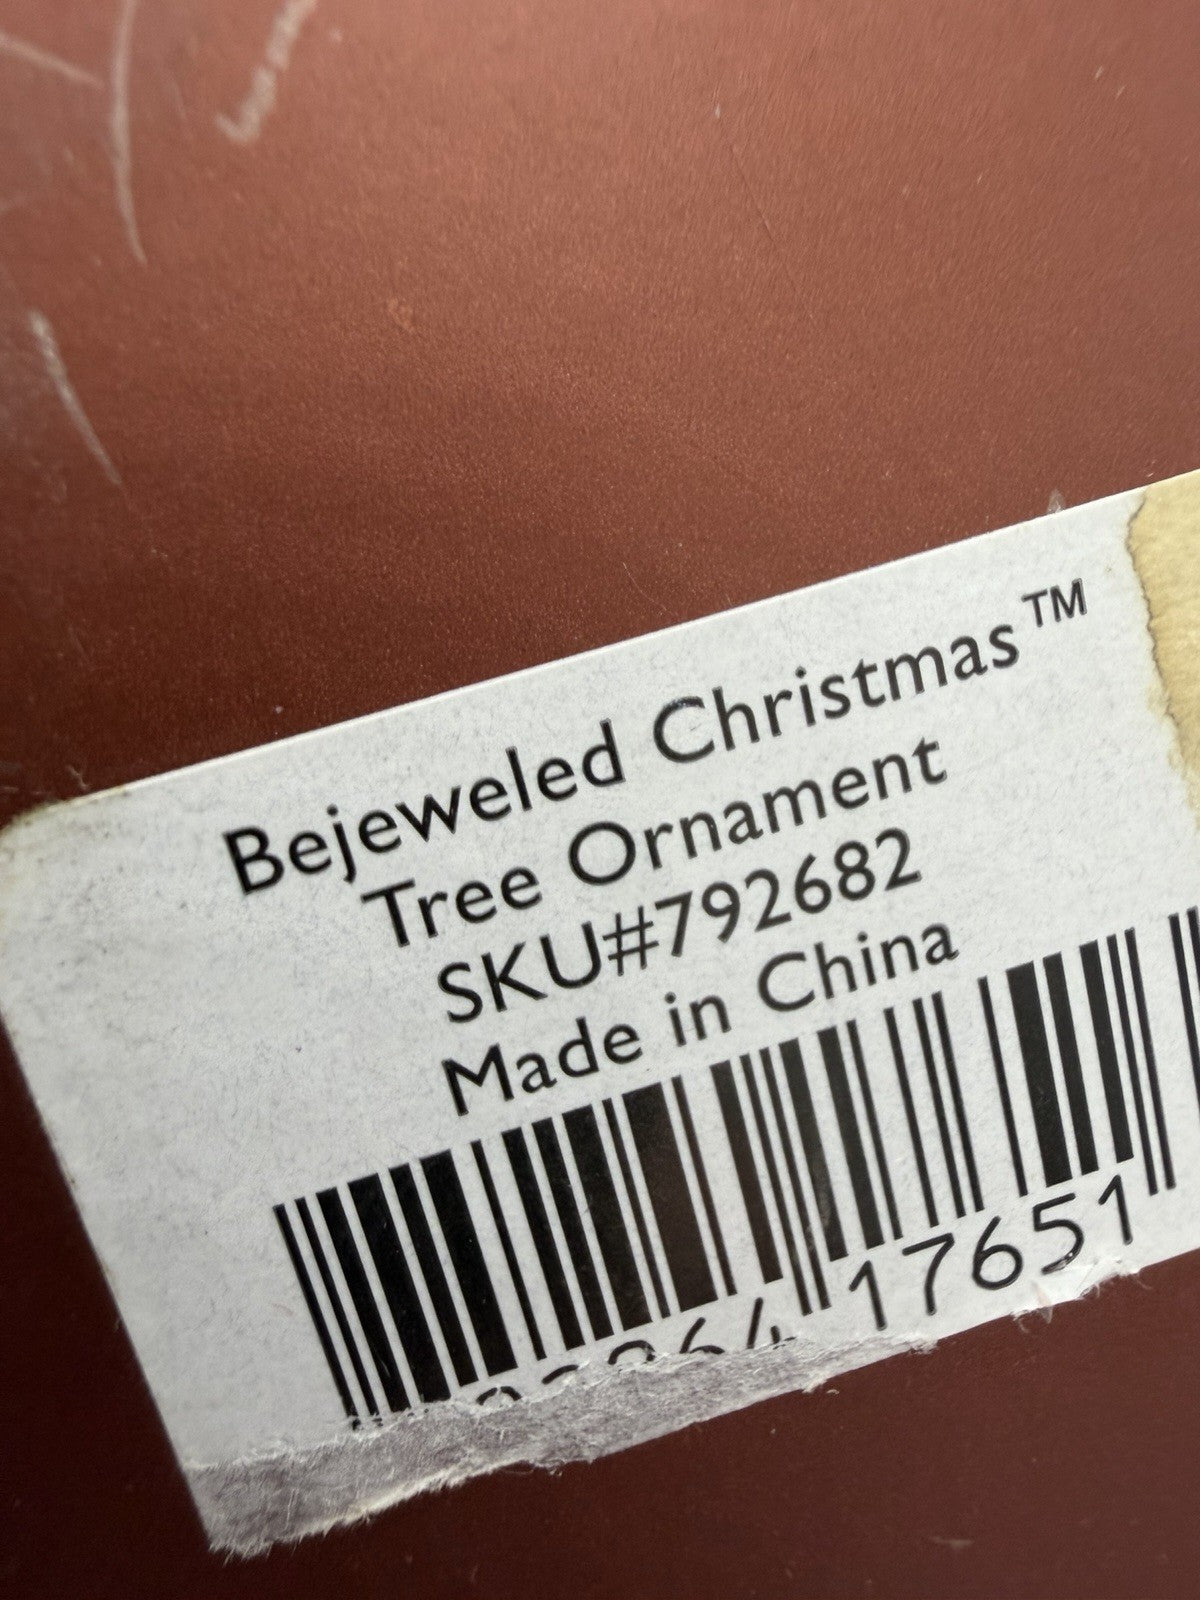 Bejeweled Christmas™
Tree Ornament
SKU#792682
Made in China
17651